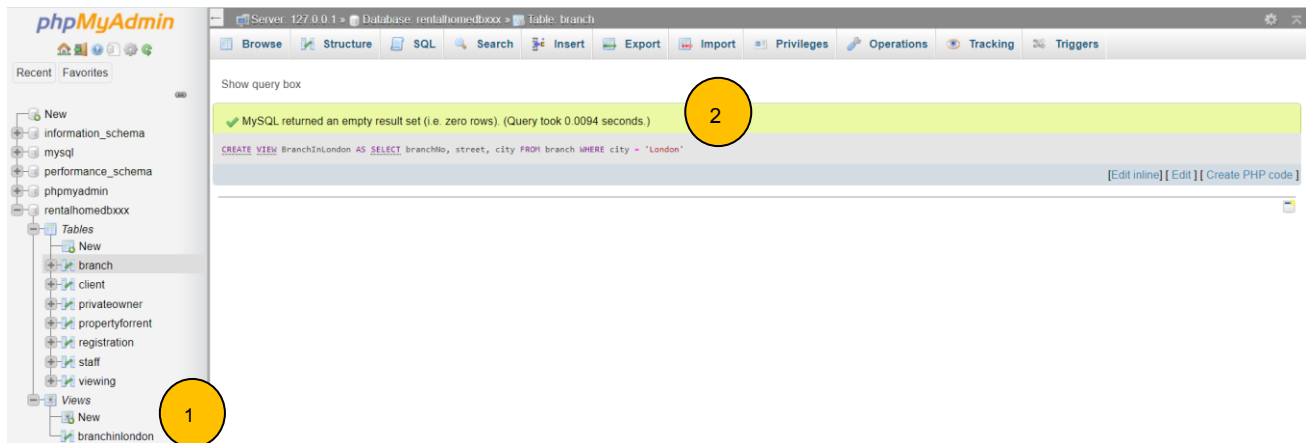 phpMyAdmin
Recent Favorites
New
information_schema
mysql
performance_schema
phpmyadmin
rentalhomedbxxx
Tables
New
branch
client
privateowner
propertyforrent
registration
staff
viewing
Views
New
branchinlondon
1
Server: 127.0.0.1 » Database: rentalhomedbxxx » Table: branch
Browse Structure SQL Search Insert Export Import Privileges Operations Tracking Triggers
Show query box
MySQL returned an empty result set (i.e. zero rows). (Query took 0.0094 seconds.)
2
CREATE VIEW BranchInLondon AS SELECT branchNo, street, city FROM branch WHERE city = 'London'
[Edit inline] [ Edit ] [ Create PHP code ]